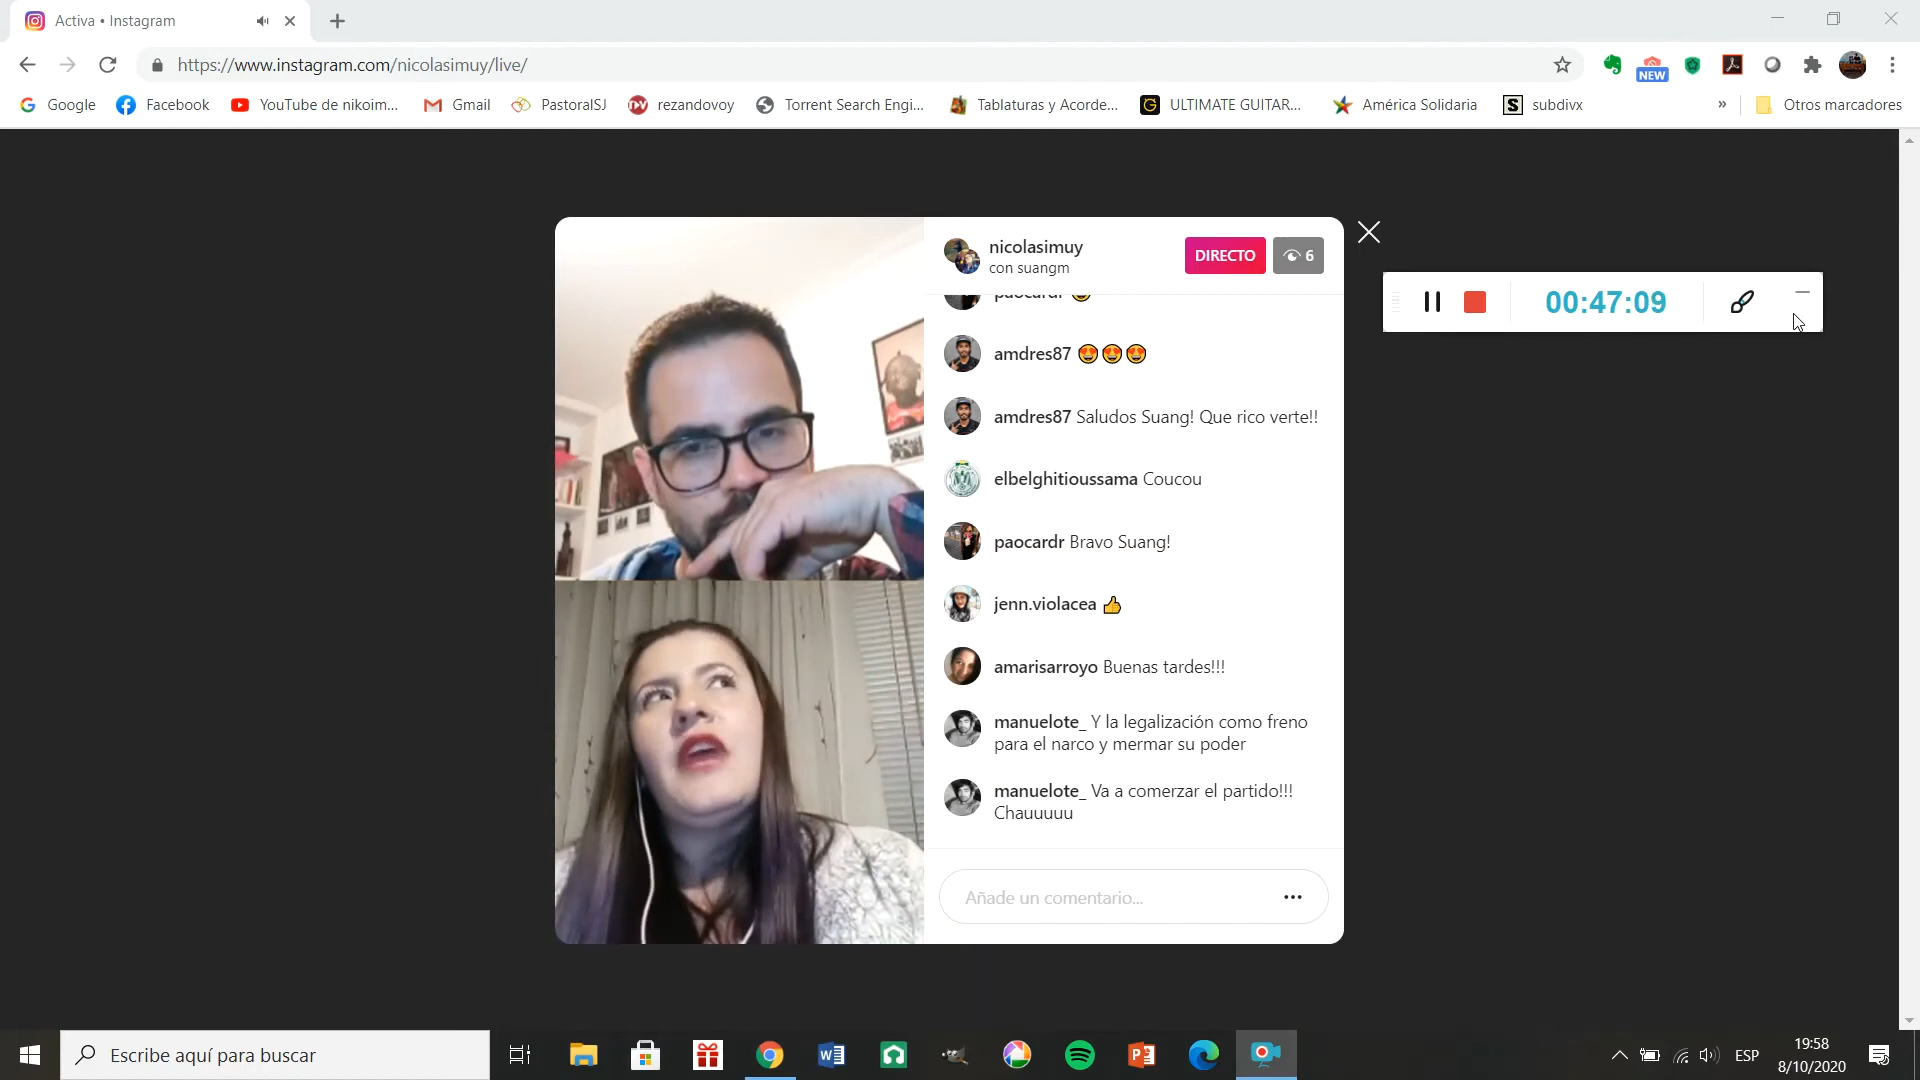 Activa • Instagram
https://www.instagram.com/nicolasimuy/live/
NEW
Google
Facebook
YouTube de nikoim...
Gmail
PastoralSJ
rezandovoy
Torrent Search Engi...
Tablaturas y Acorde...
ULTIMATE GUITAR...
América Solidaria
subdivx
»
Otros marcadores
nicolasimuy
con suangm
DIRECTO
6
paocardr 😍
amdres87 😍😍😍
amdres87 Saludos Suang! Que rico verte!!
elbelghitioussama Coucou
paocardr Bravo Suang!
jenn.violacea 👍
amarisarroyo Buenas tardes!!!
manuelote_ Y la legalización como freno
para el narco y mermar su poder
manuelote_ Va a comerzar el partido!!!
Chauuuuu
Añade un comentario...
00:47:09
Escribe aquí para buscar
ESP
19:58
8/10/2020